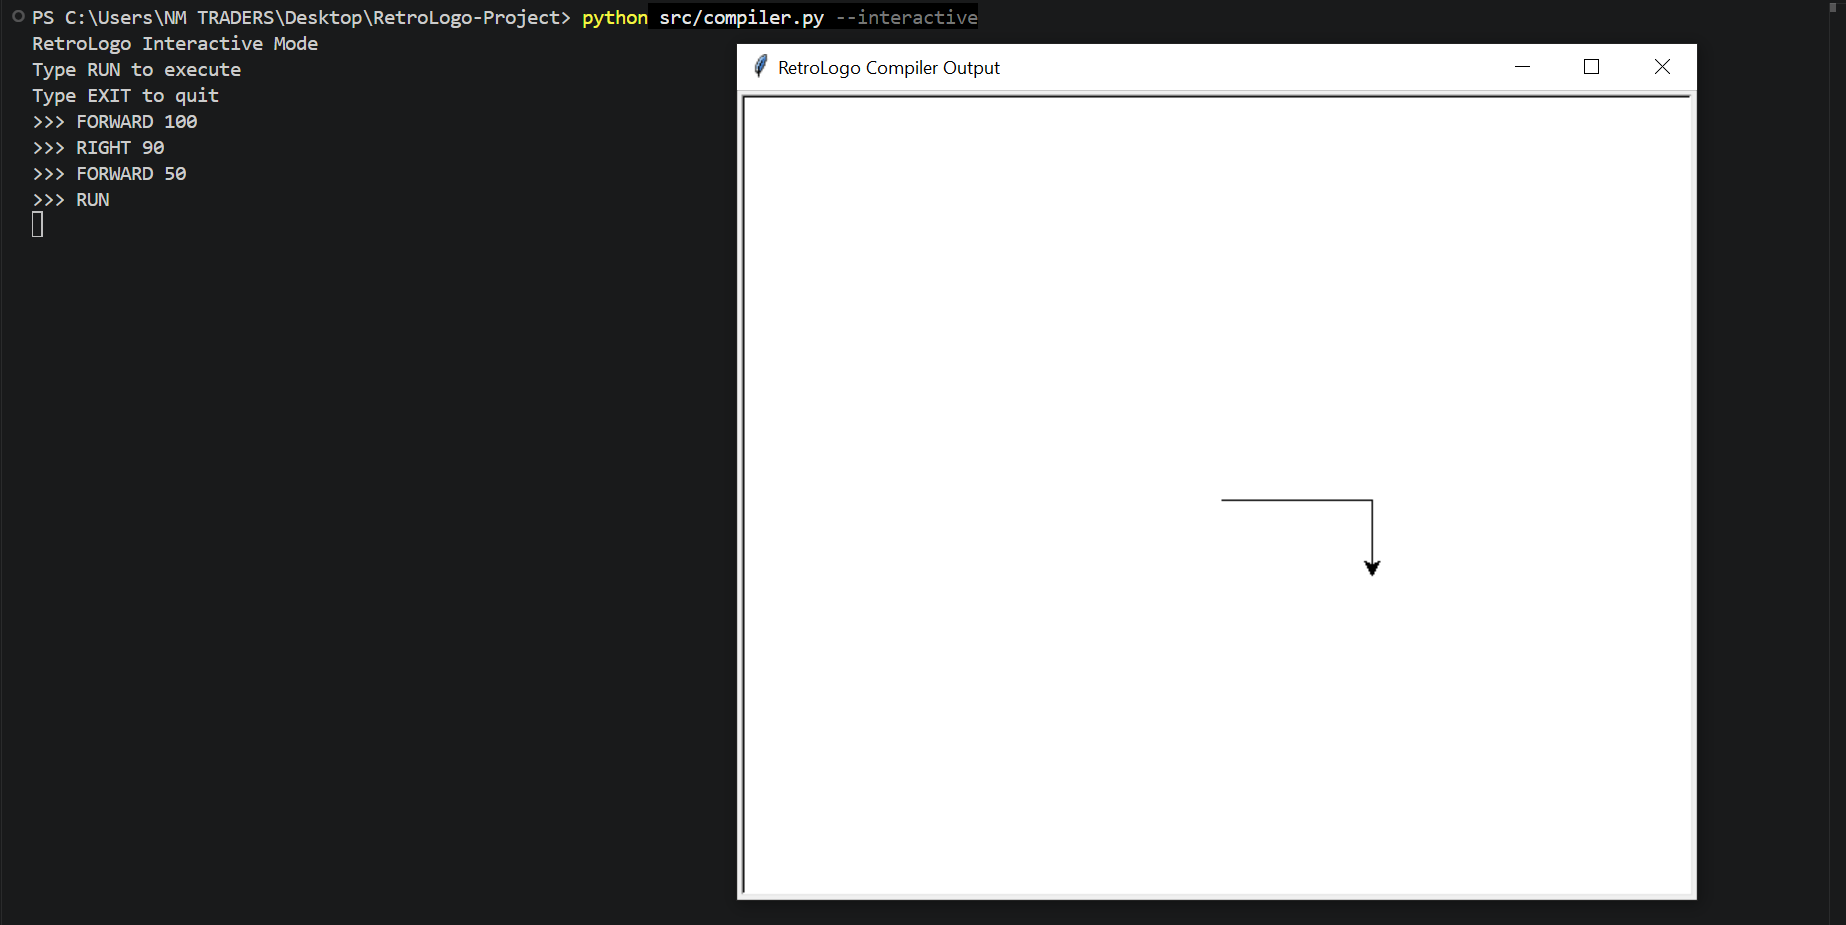 PS C:\Users\NM TRADERS\Desktop\RetroLogo-Project> python src/compiler.py --interactive
RetroLogo Interactive Mode
Type RUN to execute
Type EXIT to quit
>>> FORWARD 100
>>> RIGHT 90
>>> FORWARD 50
>>> RUN
RetroLogo Compiler Output